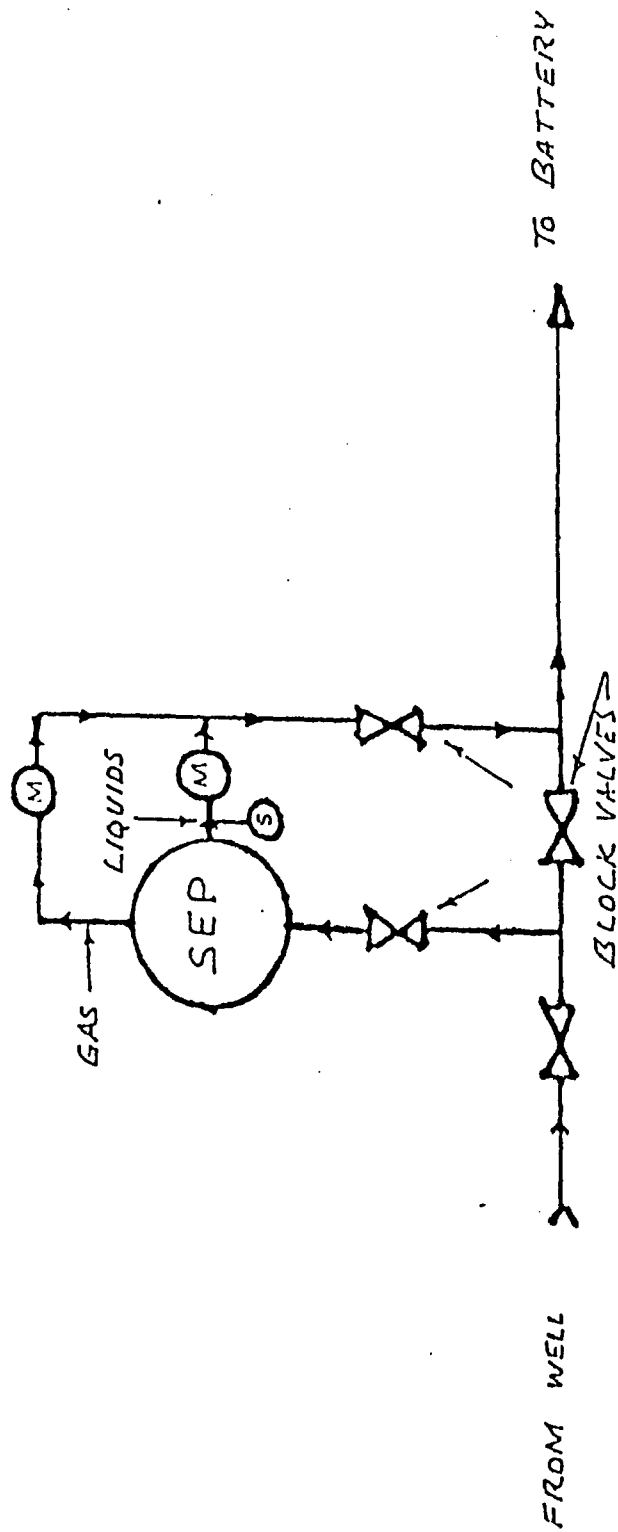 M
LIQUIDS
M
S
GAS
SEP
FROM WELL
BLOCK VALVES
TO BATTERY